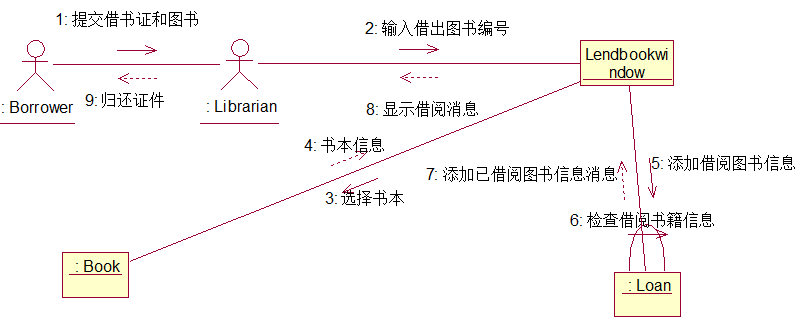 1: 提交借书证和图书
2: 输入借出图书编号
Lendbookwi
ndow
: Borrower
9: 归还证件
: Librarian
8: 显示借阅消息
4: 书本信息
3: 选择书本
7: 添加已借阅图书信息消息
5: 添加借阅图书信息
6: 检查借阅书籍信息
: Book
: Loan